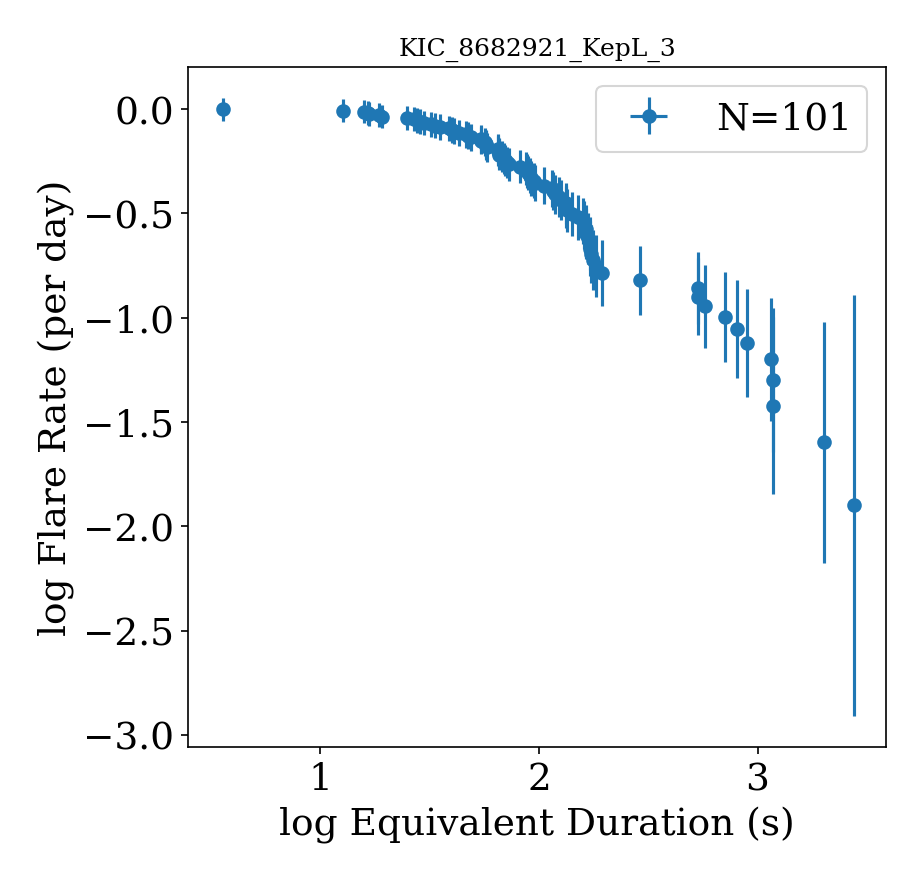 KIC_8682921_KepL_3
N=101
0.0
−0.5
−1.0
−1.5
−2.0
−2.5
−3.0
log Flare Rate (per day)
1 2 3
log Equivalent Duration (s)